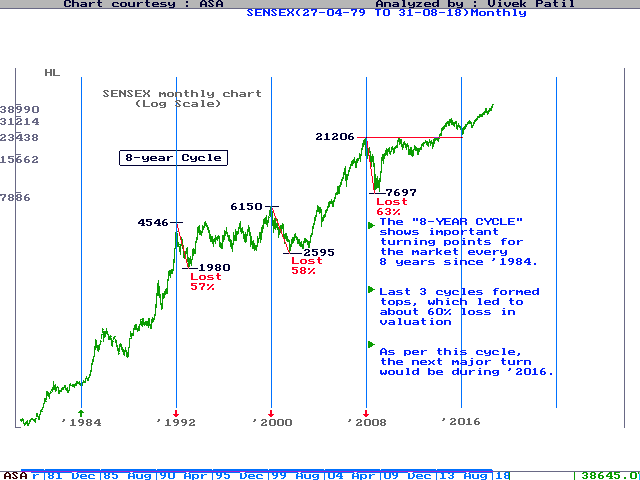 Chart courtesy : ASA Analyzed by : Vivek Patil
SENSEX(27-04-79 TO 31-08-18)Monthly
HL
SENSEX monthly chart
(Log Scale)
38990
31214
23438
15662
7886
8-year Cycle
21206
7697
Lost
63%
6150
4546
2595
Lost
58%
1980
Lost
57%
The "8-YEAR CYCLE"
shows important
turning points for
the market every
8 years since '1984.
Last 3 cycles formed
tops, which led to
about 60% loss in
valuation
As per this cycle,
the next major turn
would be during '2016.
'1984 '1992 '2000 '2008 '2016
ASA r|81 Dec|85 Aug|90 Apr|95 Dec|99 Aug|04 Apr|09 Dec|13 Aug|18 38645.0